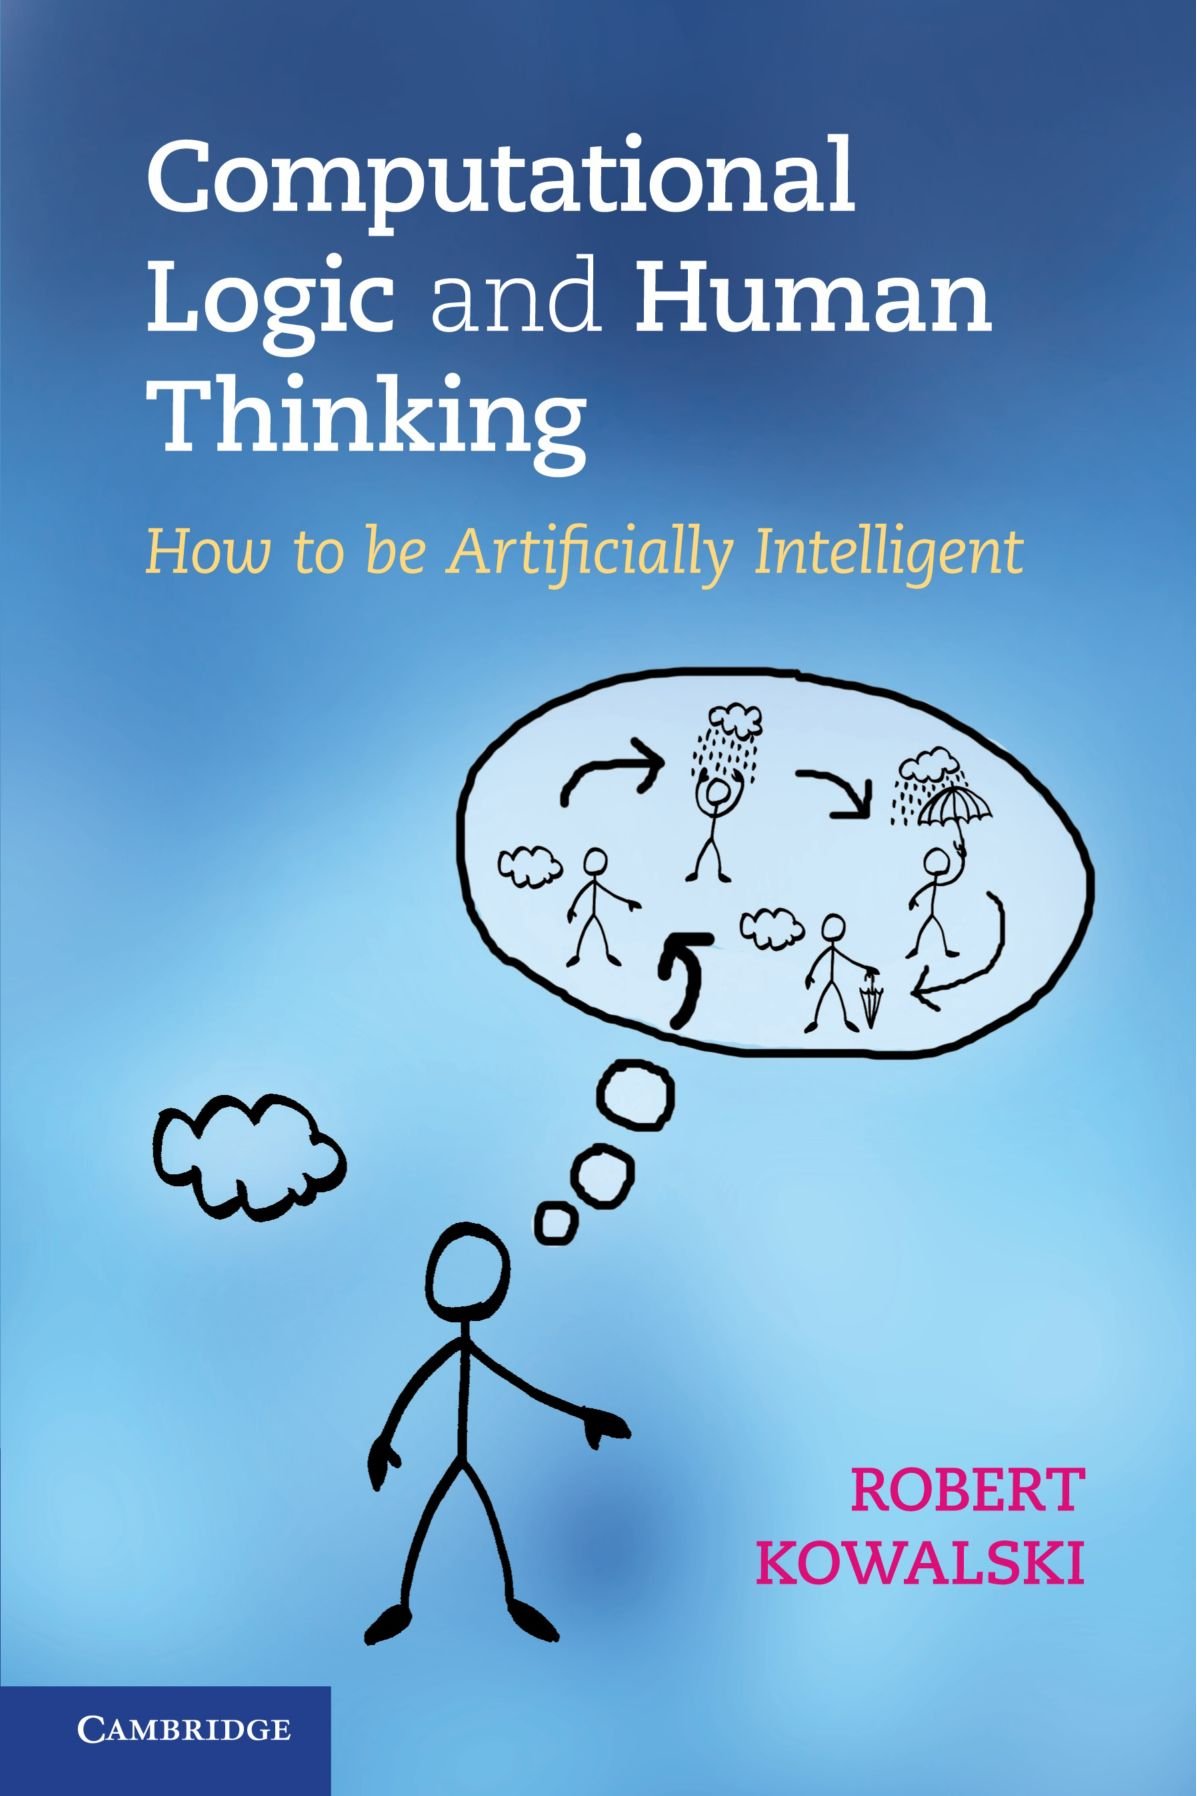 Computational
Logic and Human
Thinking
How to be Artificially Intelligent
ROBERT
KOWALSKI
CAMBRIDGE